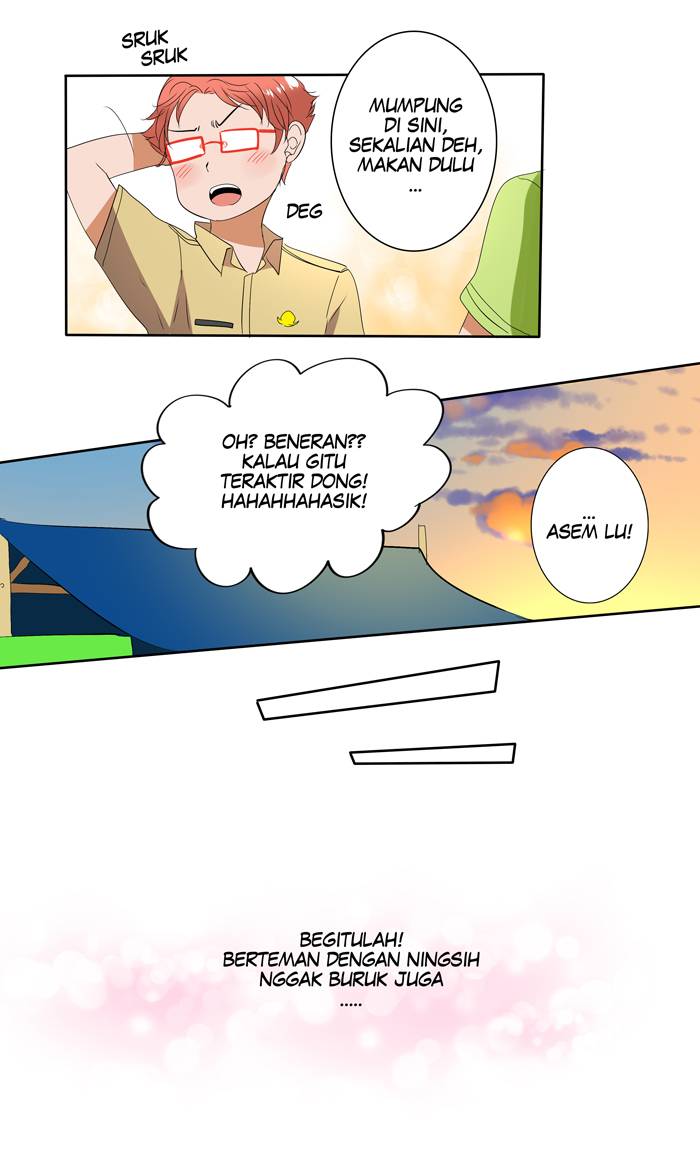 SRUK
SRUK
MUMPUNG
DI SINI,
SEKALIAN DEH,
MAKAN DULU
...
DEG
OH? BENERAN??
KALAU GITU
TERAKTIR DONG!
HAHAHHAHASIK!
...
ASEM LU!
BEGITULAH!
BERTEMAN DENGAN NINGSIH
NGGAK BURUK JUGA
.....